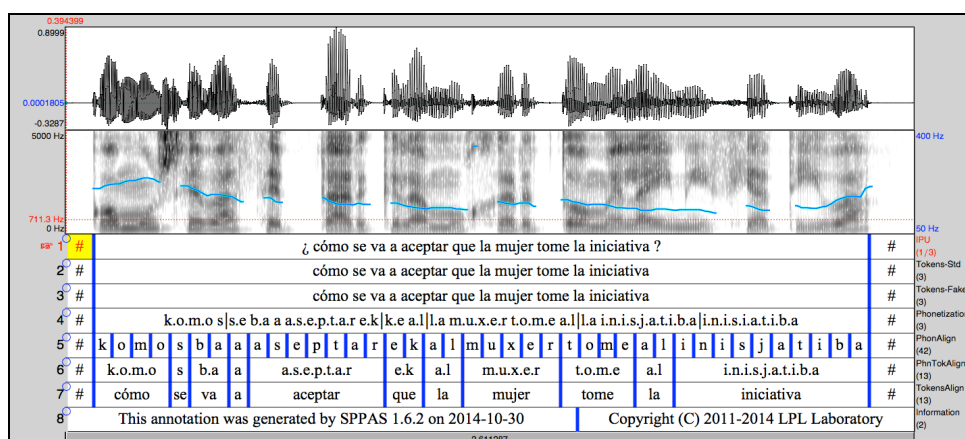 0.394399
0.8999
0.0001805
-0.3287
5000 Hz 400 Hz
711.3 Hz
0 Hz 50 Hz
1 # ¿ cómo se va a aceptar que la mujer tome la iniciativa ? # IPU (1/3)
2 # cómo se va a aceptar que la mujer tome la iniciativa # Tokens-Std (3)
3 # cómo se va a aceptar que la mujer tome la iniciativa # Tokens-Fake (3)
4 # k.o.m.o s|s.e b.a a a.s.e.p.t.a.r e.k|k.e a.l|l.a m.u.x.e.r t.o.m.e a.l|l.a i.n.i.s.j.a.t.i.b.a|i.n.i.s.i.a.t.i.b.a # Phonetization (3)
5 # k o m o s b a a a s e p t a r e k a l m u x e r t o m e a l i n i s j a t i b a # PhonAlign (42)
6 # k.o.m.o s b.a a a.s.e.p.t.a.r e.k a.l m.u.x.e.r t.o.m.e a.l i.n.i.s.j.a.t.i.b.a # PhnTokAlign (13)
7 # cómo se va a aceptar que la mujer tome la iniciativa # TokensAlign (13)
8 This annotation was generated by SPPAS 1.6.2 on 2014-10-30 Copyright (C) 2011-2014 LPL Laboratory Information (2)